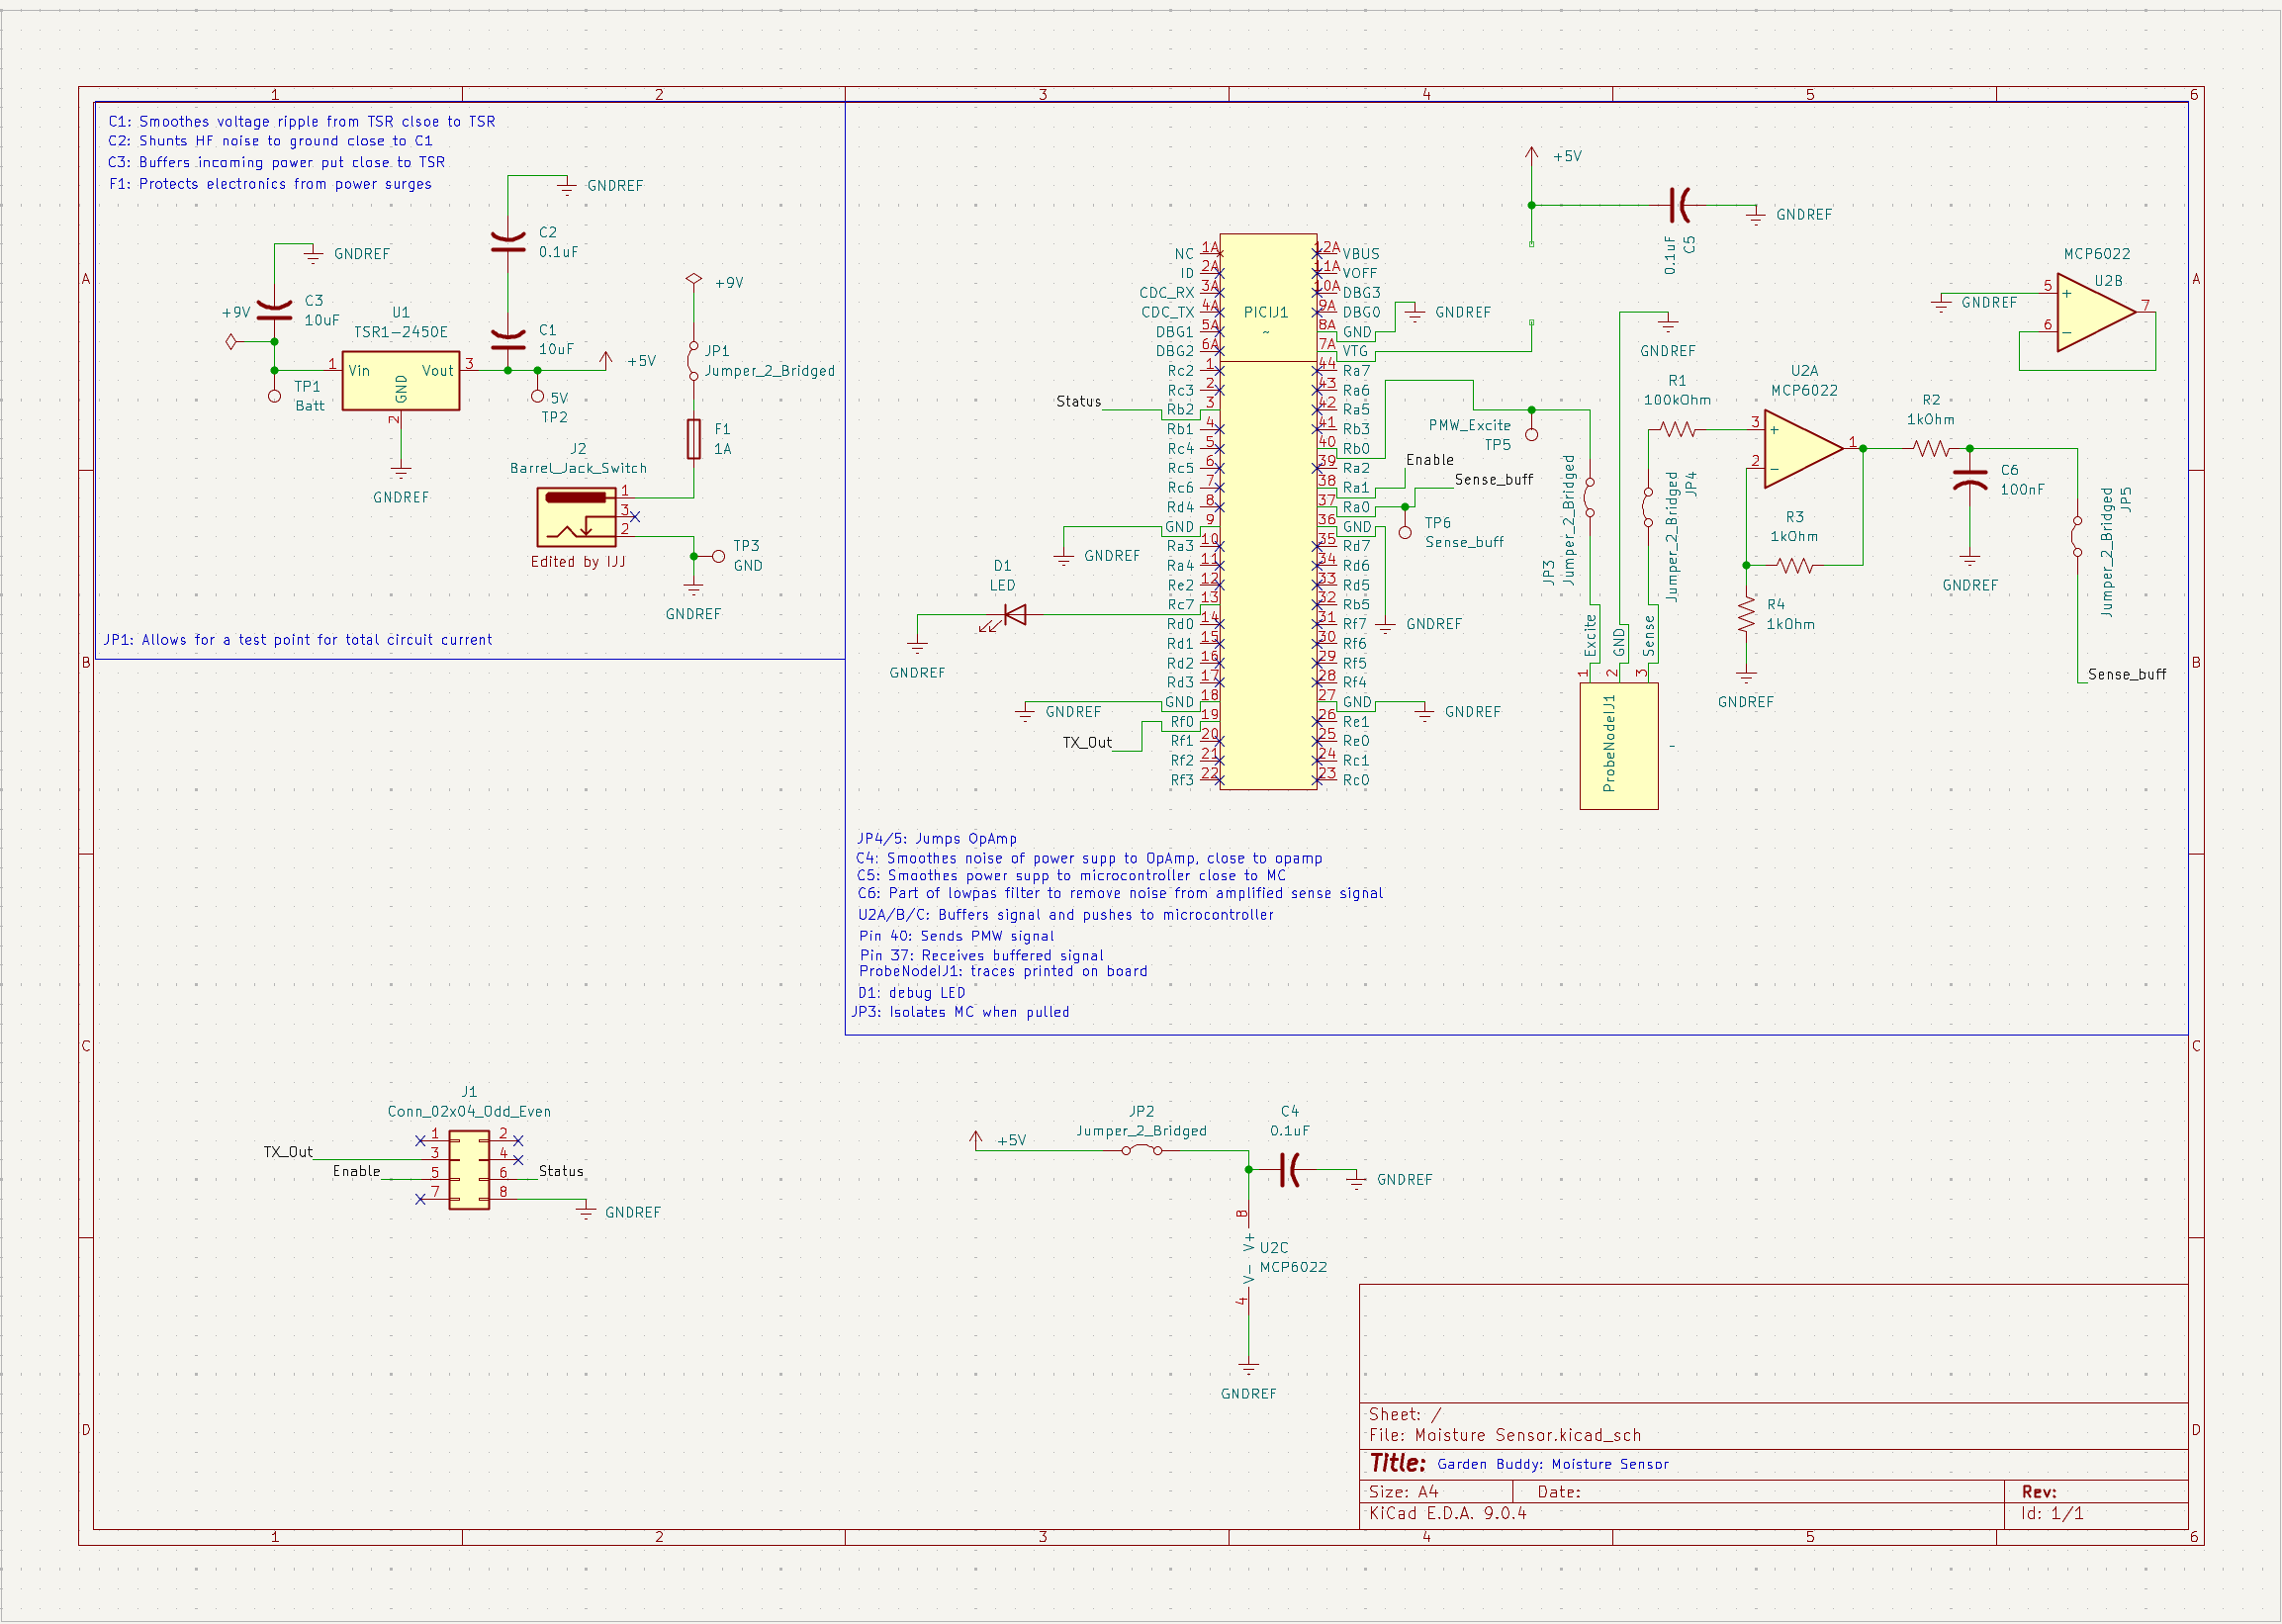 1
2
3
4
5
6
A
B
C
D
C1: Smoothes voltage ripple from TSR clsoe to TSR
C2: Shunts HF noise to ground close to C1
C3: Buffers incoming power put close to TSR
F1: Protects electronics from power surges
GNDREF
C2
0.1uF
GNDREF
C3
10uF
+9V
U1
TSR1-2450E
C1
10uF
+5V
+9V
JP1
Jumper_2_Bridged
1
Vin
Vout
3
GND
2
TP1
Batt
5V
TP2
GNDREF
F1
1A
J2
Barrel_Jack_Switch
1
3
2
Edited by IJJ
TP3
GND
GNDREF
JP1: Allows for a test point for total circuit current
+5V
0.1uF
C5
GNDREF
PICIJ1
~
NC 1A
ID 2A
CDC_RX 3A
CDC_TX 4A
DBG1 5A
DBG2 6A
Rc2 1
Rc3 2
Rb2 3
Rb1 4
Rc4 5
Rc5 6
Rc6 7
Rd4 8
GND 9
Ra3 10
Ra4 11
Re2 12
Rc7 13
Rd0 14
Rd1 15
Rd2 16
Rd3 17
GND 18
Rf0 19
Rf1 20
Rf2 21
Rf3 22
12A VBUS
11A VOFF
10A DBG3
9A DBG0
8A GND
7A VTG
44 Ra7
43 Ra6
42 Ra5
41 Rb3
40 Rb0
39 Ra2
38 Ra1
37 Ra0
36 GND
35 Rd7
34 Rd6
33 Rd5
32 Rb5
31 Rf7
30 Rf6
29 Rf5
28 Rf4
27 GND
26 Re1
25 Re0
24 Rc1
23 Rc0
Status
GNDREF
D1
LED
GNDREF
GNDREF
TX_Out
GNDREF
PMW_Excite
TP5
Enable
Sense_buff
TP6
Sense_buff
GNDREF
GNDREF
JP3
Jumper_2_Bridged
Jumper_2_Bridged
JP4
GNDREF
Excite
GND
Sense
1
2
3
ProbeNodeIJ1
-
R1
100kOhm
U2A
MCP6022
3
+
2
-
1
R3
1kOhm
R4
1kOhm
GNDREF
R2
1kOhm
C6
100nF
GNDREF
Jumper_2_Bridged
JP5
Sense_buff
MCP6022
U2B
GNDREF
5
+
6
-
7
JP4/5: Jumps OpAmp
C4: Smoothes noise of power supp to OpAmp, close to opamp
C5: Smoothes power supp to microcontroller close to MC
C6: Part of lowpas filter to remove noise from amplified sense signal
U2A/B/C: Buffers signal and pushes to microcontroller
Pin 40: Sends PMW signal
Pin 37: Receives buffered signal
ProbeNodeIJ1: traces printed on board
D1: debug LED
JP3: Isolates MC when pulled
J1
Conn_02x04_Odd_Even
1
2
TX_Out
3
4
Enable
5
6
Status
7
8
GNDREF
JP2
Jumper_2_Bridged
C4
0.1uF
+5V
GNDREF
8
V+
U2C
MCP6022
V-
4
GNDREF
Sheet: /
File: Moisture Sensor.kicad_sch
Title: Garden Buddy: Moisture Sensor
Size: A4
Date:
Rev:
KiCad E.D.A. 9.0.4
Id: 1/1
A
B
C
D
1
2
3
4
5
6